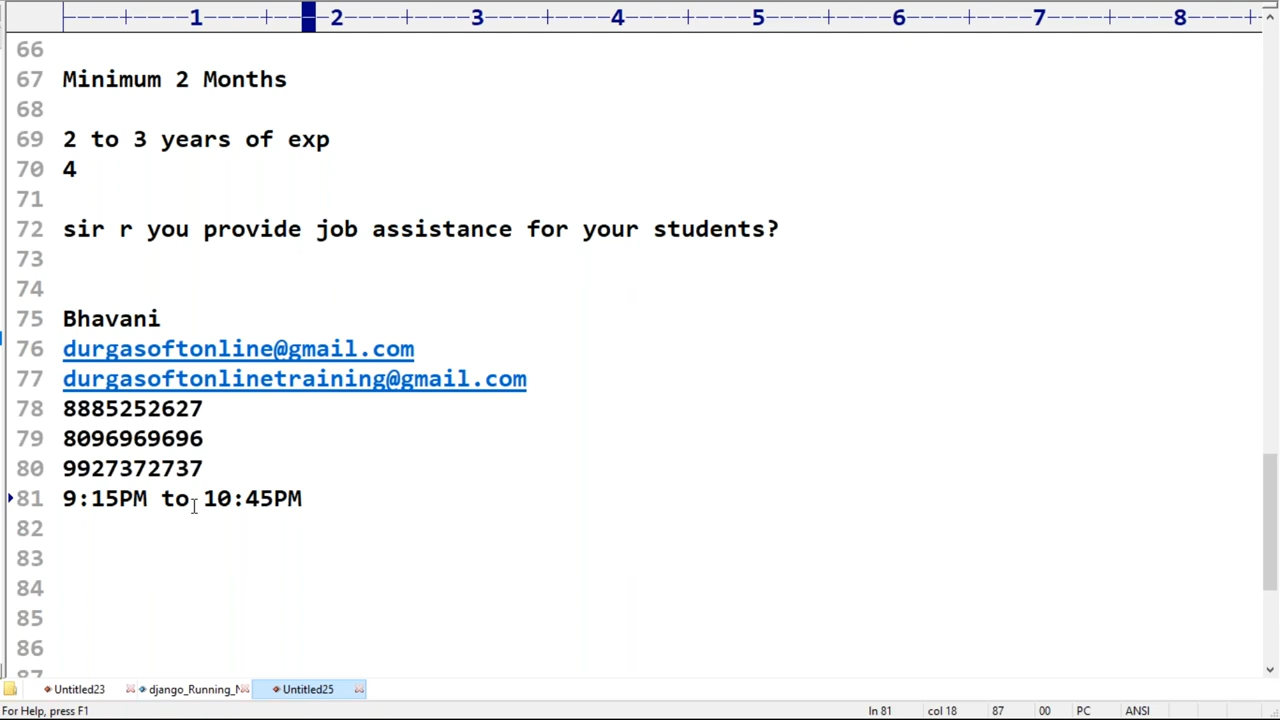 1 2 3 4 5 6 7 8
66
67 Minimum 2 Months
68
69 2 to 3 years of exp
70 4
71
72 sir r you provide job assistance for your students?
73
74
75 Bhavani
76 durgasoftonline@gmail.com
77 durgasoftonlinetraining@gmail.com
78 8885252627
79 8096969696
80 9927372737
81 9:15PM to 10:45PM
82
83
84
85
86
87
Untitled23 django_Running_N Untitled25
For Help, press F1 ln 81 col 18 87 00 PC ANSI